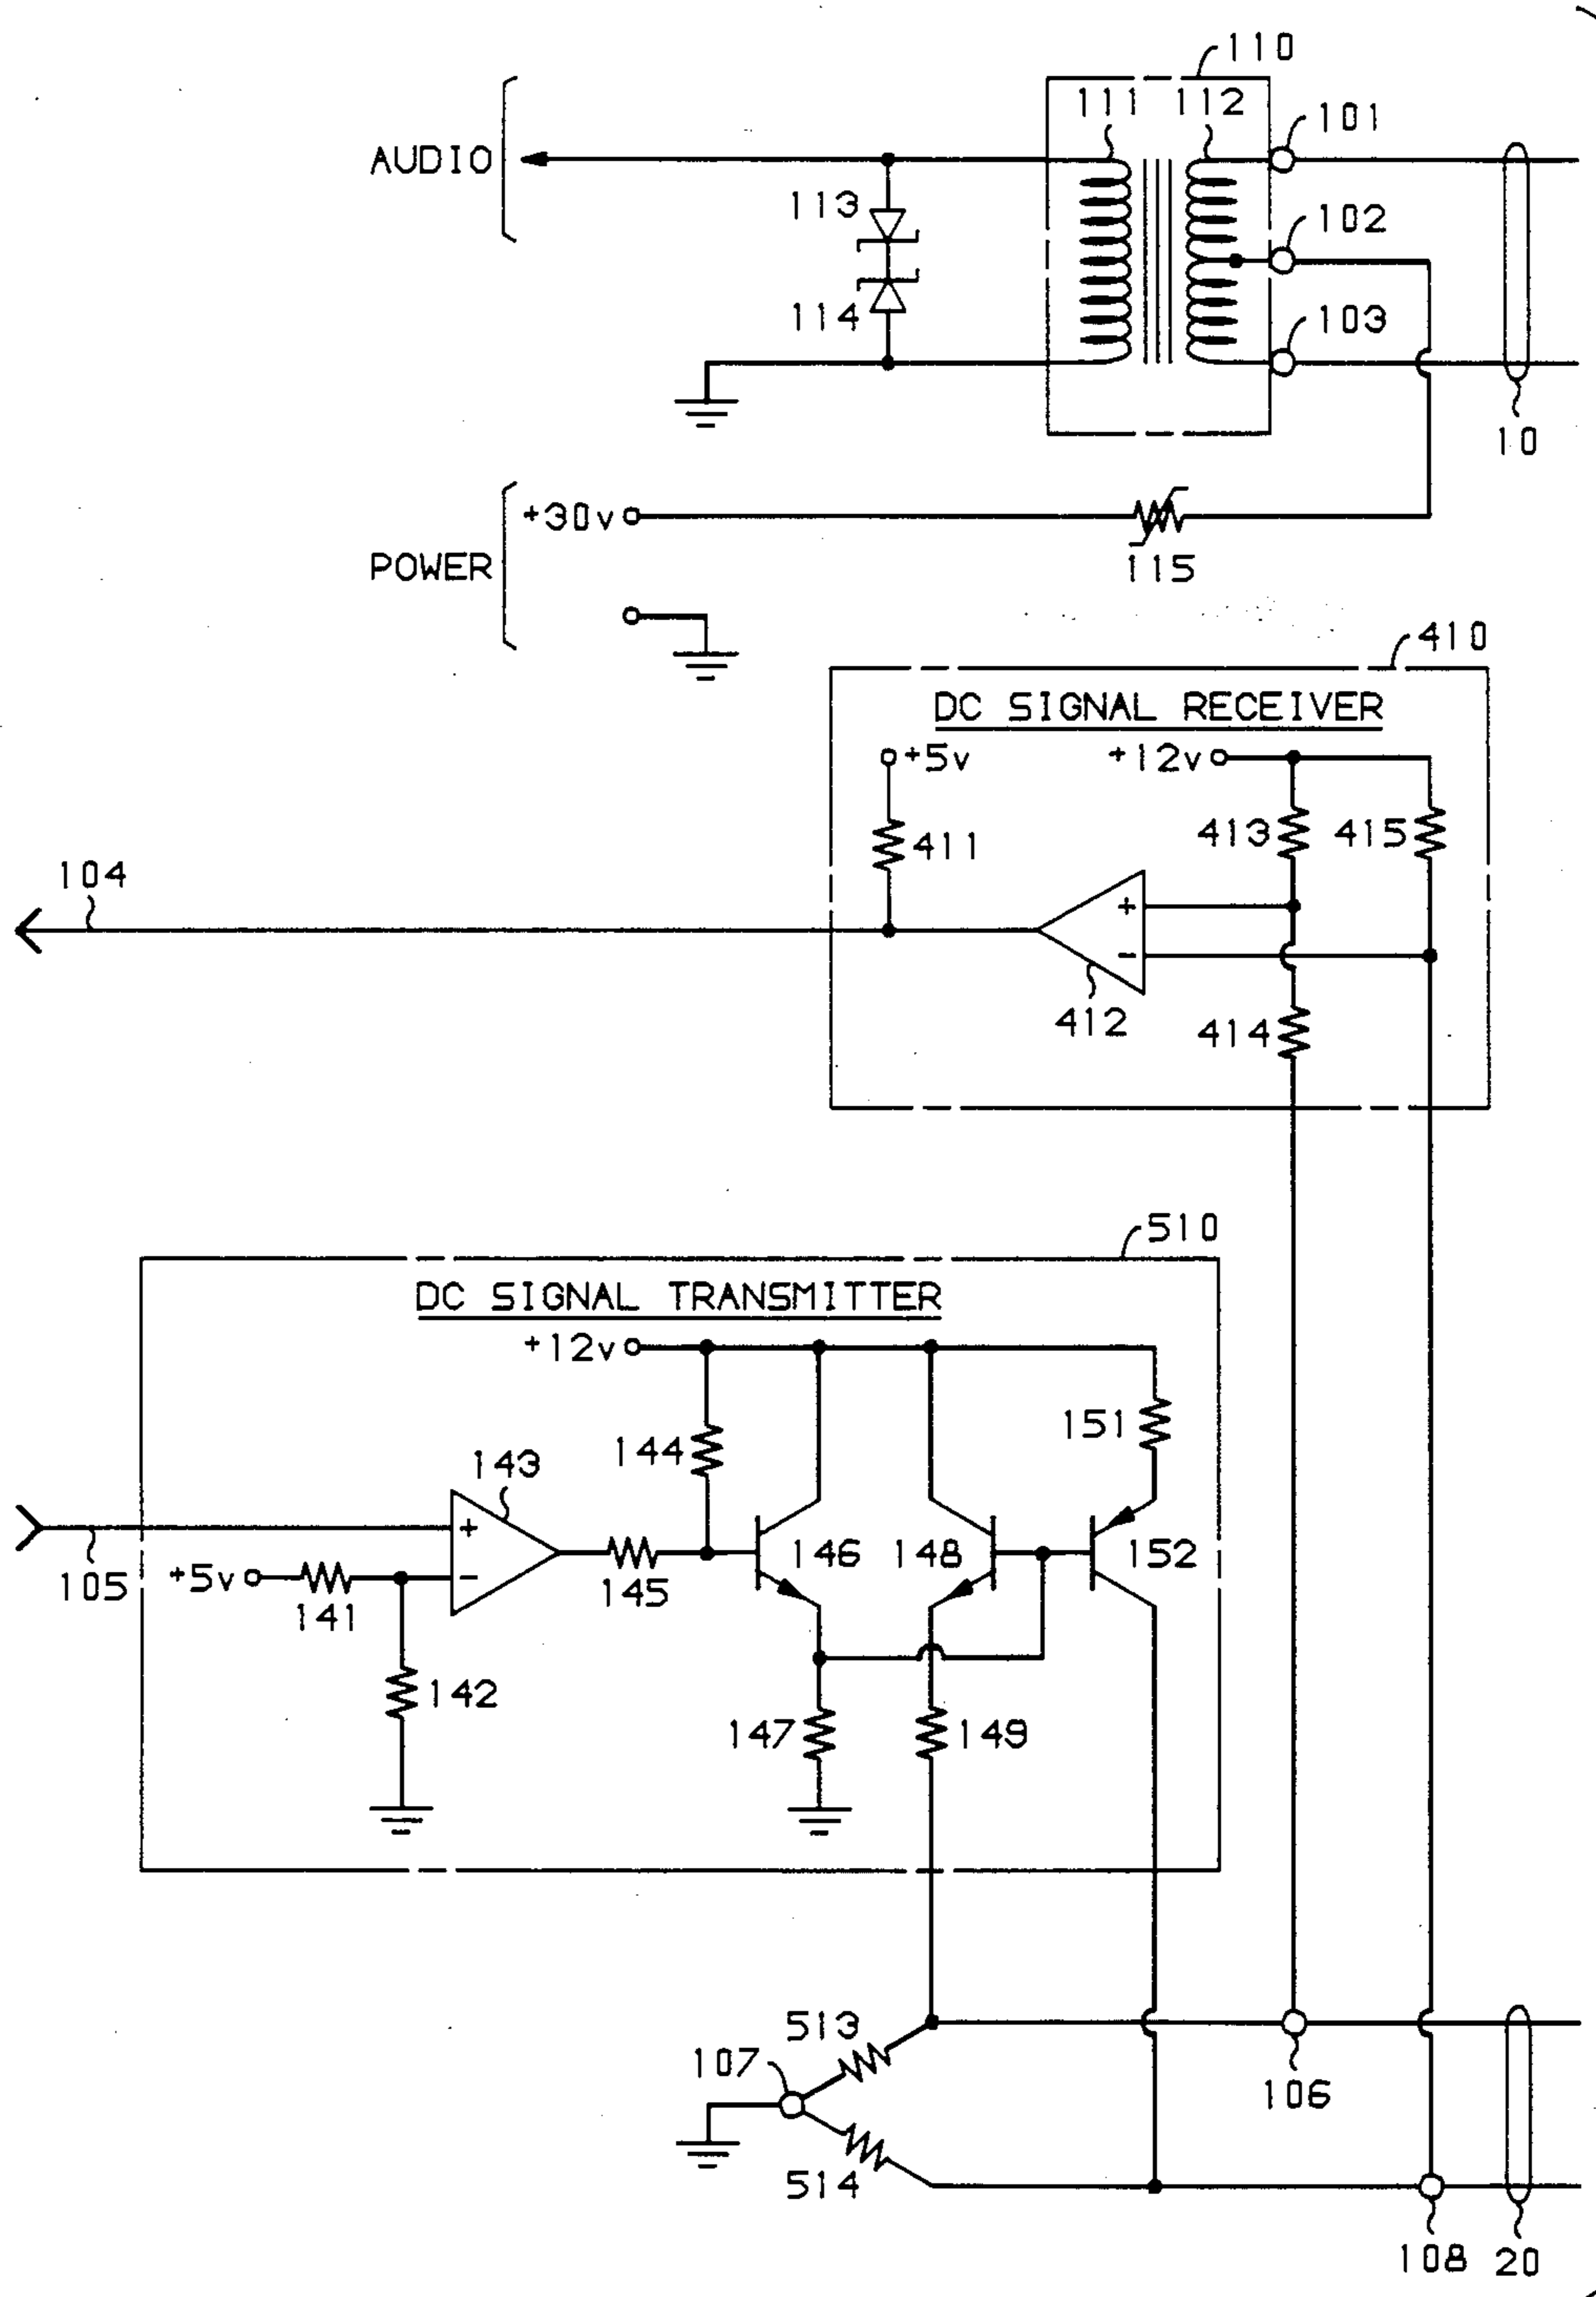 110
111 112
101
AUDIO
113
102
114
103
10
+30v
115
POWER
410
DC SIGNAL RECEIVER
+5v +12v
411 413 415
104
+
-
412 414
510
DC SIGNAL TRANSMITTER
+12v
151
144
143
+
146 148 152
105 +5v -
141 145
142
147 149
513
107
106
514
108 20